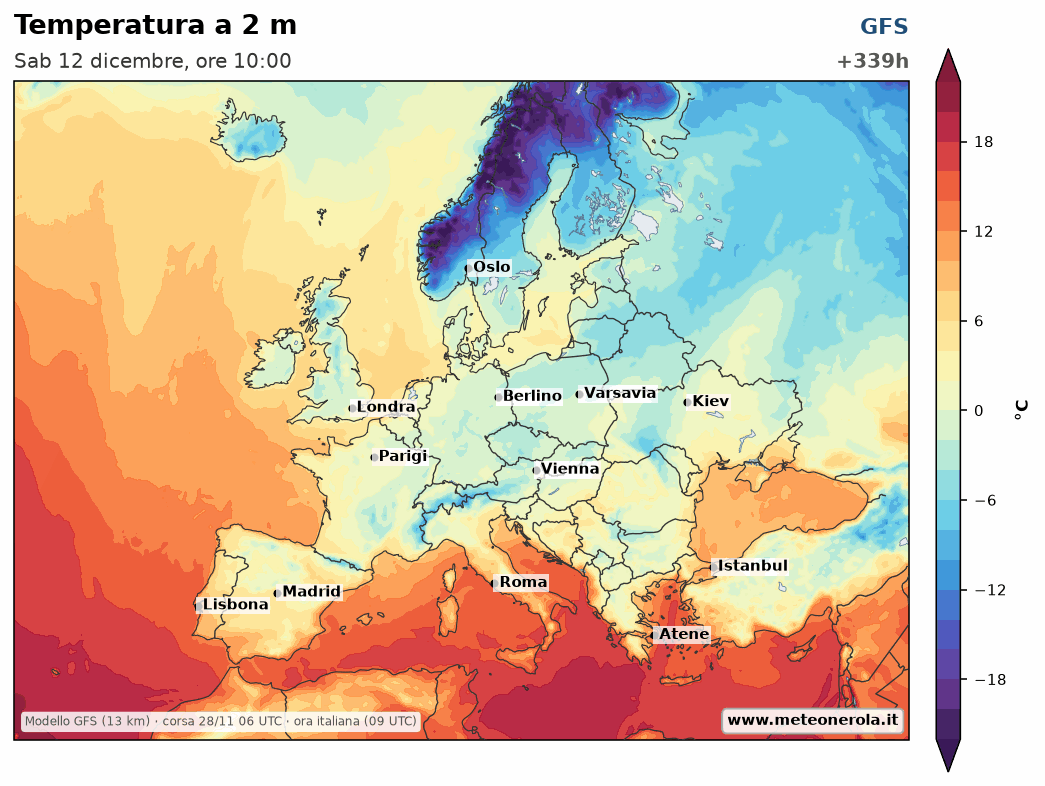 Temperatura a 2 m
GFS
Sab 12 dicembre, ore 10:00
+339h
18
12
6
0
−6
−12
−18
°C
Oslo
Berlino
Varsavia
Kiev
Londra
Parigi
Vienna
Istanbul
Roma
Madrid
Lisbona
Atene
Modello GFS (13 km) · corsa 28/11 06 UTC · ora italiana (09 UTC)
www.meteonerola.it